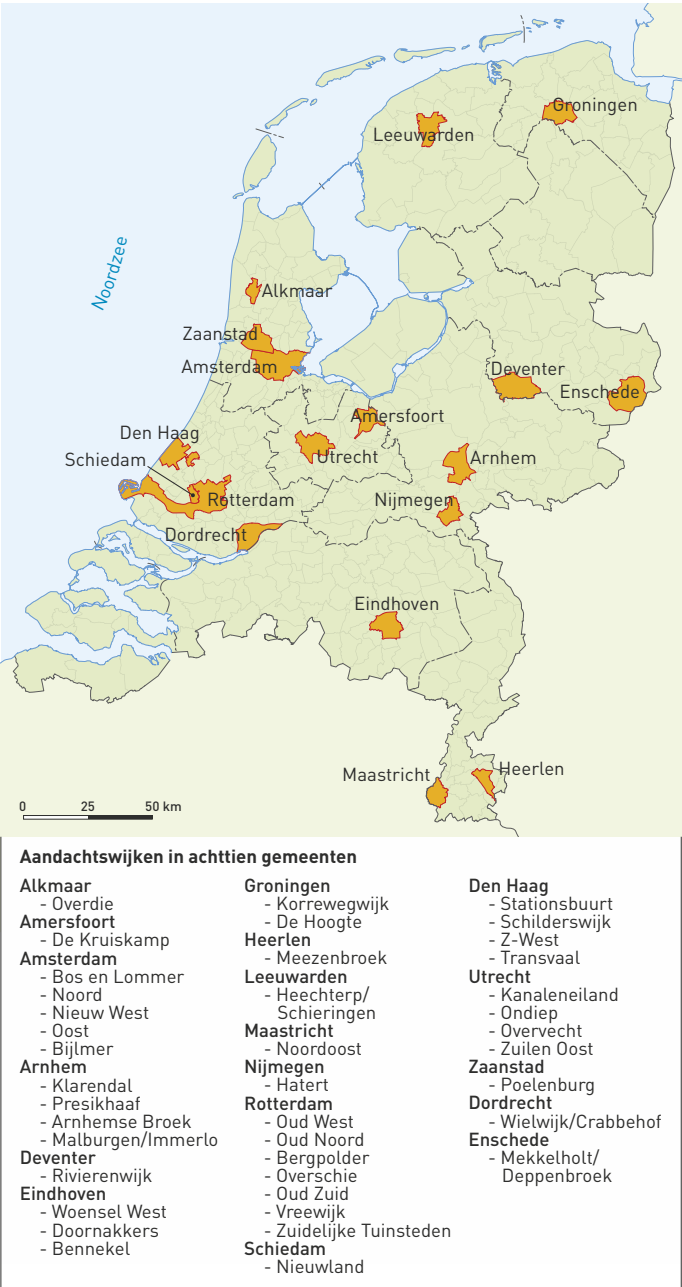 Groningen
Leeuwarden
Noordzee
Alkmaar
Zaanstad
Amsterdam
Deventer
Enschede
Amersfoort
Den Haag
Utrecht
Schiedam
Arnhem
Rotterdam
Nijmegen
Dordrecht
Eindhoven
Maastricht
Heerlen
0 25 50 km
Aandachtswijken in achttien gemeenten
Alkmaar
- Overdie
Amersfoort
- De Kruiskamp
Amsterdam
- Bos en Lommer
- Noord
- Nieuw West
- Oost
- Bijlmer
Arnhem
- Klarendal
- Presikhaaf
- Arnhemse Broek
- Malburgen/Immerlo
Deventer
- Rivierenwijk
Eindhoven
- Woensel West
- Doornakkers
- Bennekel
Groningen
- Korrewegwijk
- De Hoogte
Heerlen
- Meezenbroek
Leeuwarden
- Heechterp/
Schieringen
Maastricht
- Noordoost
Nijmegen
- Hatert
Rotterdam
- Oud West
- Oud Noord
- Bergpolder
- Overschie
- Oud Zuid
- Vreewijk
- Zuidelijke Tuinsteden
Schiedam
- Nieuwland
Den Haag
- Stationsbuurt
- Schilderswijk
- Z-West
- Transvaal
Utrecht
- Kanaleneiland
- Ondiep
- Overvecht
- Zuilen Oost
Zaanstad
- Poelenburg
Dordrecht
- Wielwijk/Crabbehof
Enschede
- Mekkelholt/
Deppenbroek